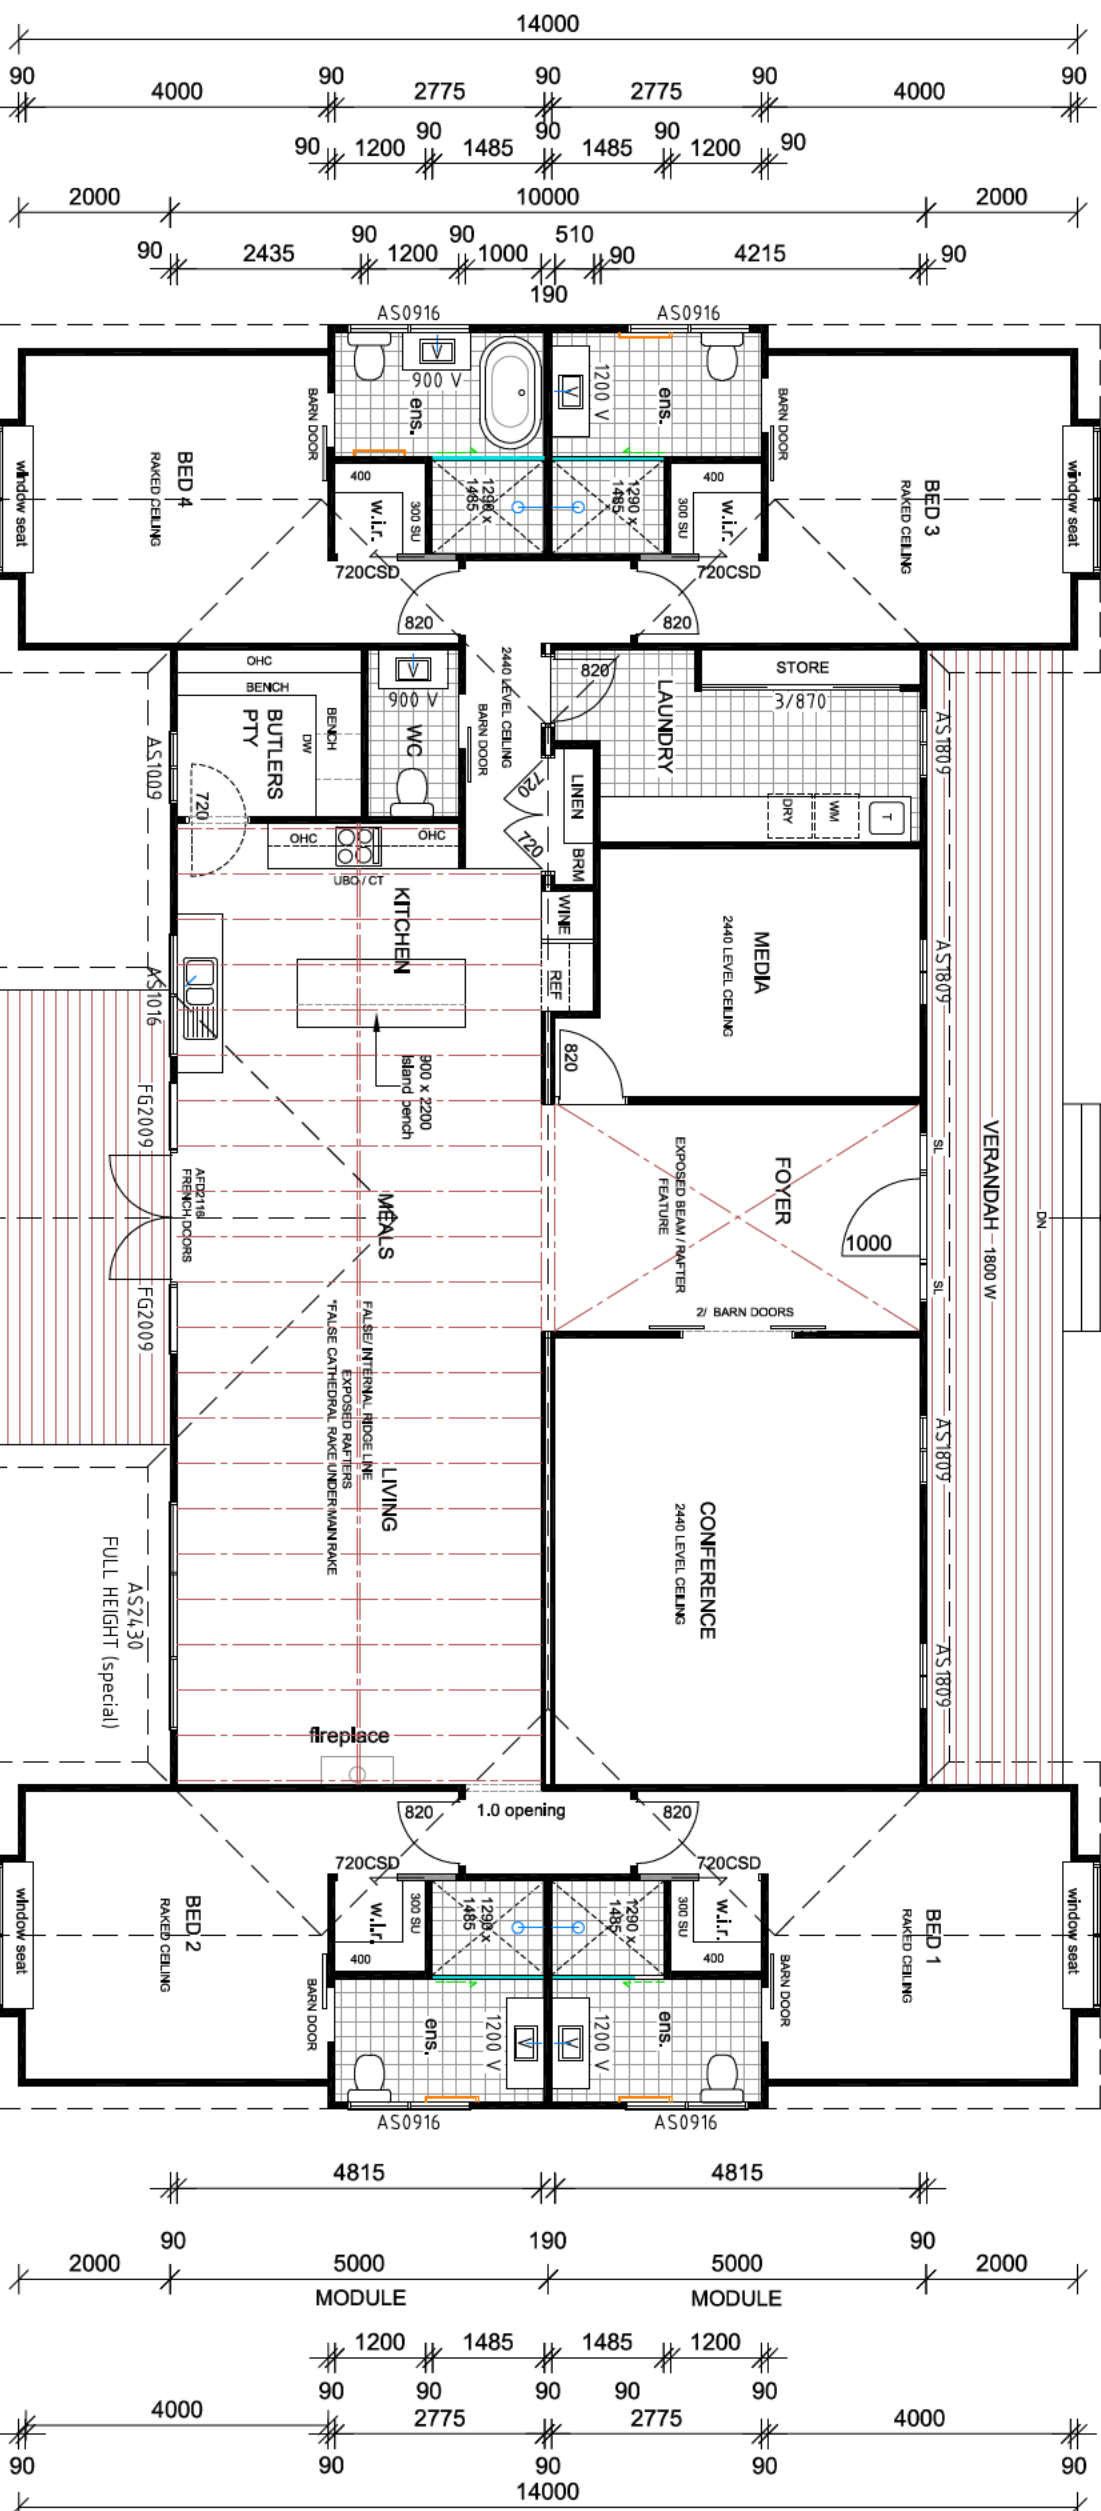 14000
90 4000 90 2775 90 2775 90 4000 90
90 1200 90 1485 90 1485 90 1200 90
2000 10000 2000
90 2435 90 1200 90 1000 510 90 4215 90
190
AS0916 AS0916
900 V
ens.
1200 V
ens.
BARN DOOR
BARN DOOR
BED 4
RAKED CEILING
window seat
BED 3
RAKED CEILING
window seat
400
w.i.r.
300 SU
1290 x
1485
1290 x
1485
400
w.i.r.
300 SU
720CSD 720CSD
820 820
2440 LEVEL CEILING
OHC
BENCH
BENCH
DW
BUTLERS
PTY
720
900 V
WC
BARN DOOR
820
LAUNDRY
STORE
3/870
DRY
WM
T
LINEN
BRM
720
720
AS1009
AS1809
OHC OHC
UBO / CT
KITCHEN
WINE
REF
MEDIA
2440 LEVEL CEILING
AS1016
AS1809
900 x 2200
island bench
820
FG2009
AFD2116
FRENCH DOORS
FG2009
MEALS
EXPOSED BEAM / RAFTER
FEATURE
FOYER
1000
SL
SL
VERANDAH - 1800 W
DN
2/ BARN DOORS
FALSE/ INTERNAL RIDGE LINE
EXPOSED RAFTERS
*FALSE CATHEDRAL RAKE UNDER MAIN RAKE
LIVING
CONFERENCE
2440 LEVEL CEILING
AS1809
AS1809
AS2430
FULL HEIGHT (special)
fireplace
820 1.0 opening 820
720CSD 720CSD
w.i.r.
300 SU
400
1290 x
1485
1290 x
1485
300 SU
w.i.r.
400
BED 2
RAKED CEILING
window seat
BARN DOOR
BED 1
RAKED CEILING
window seat
BARN DOOR
ens.
1200 V
1200 V
ens.
AS0916 AS0916
4815 4815
90 190 90
2000 5000 5000 2000
MODULE MODULE
1200 1485 1485 1200
90 90 90 90 90
4000 2775 2775 4000
90 90 90 90 90
14000